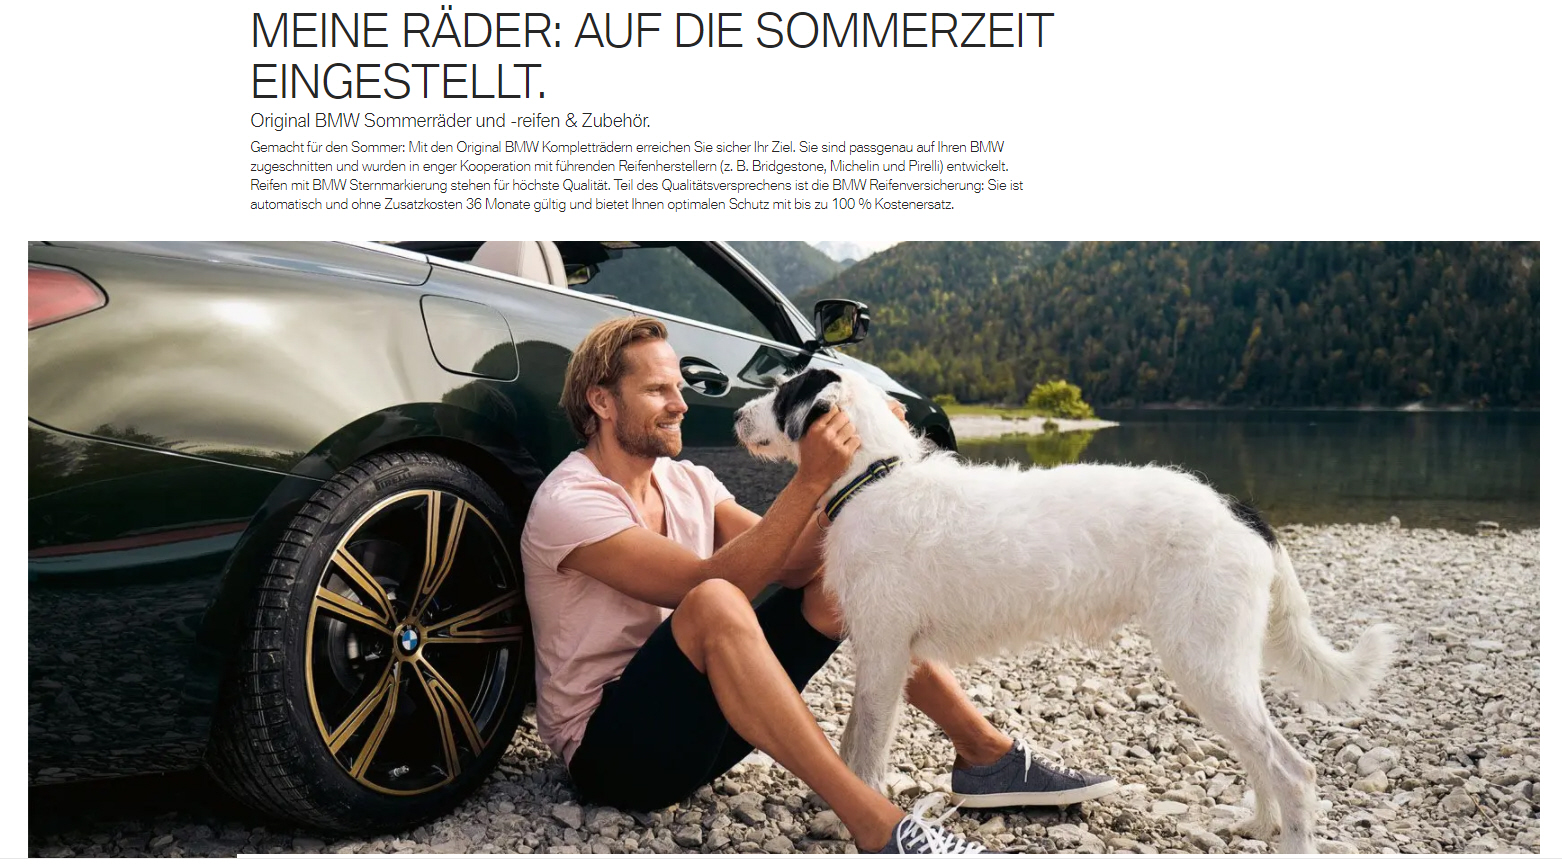 MEINE RÄDER: AUF DIE SOMMERZEIT
EINGESTELLT.
Original BMW Sommerräder und -reifen & Zubehör.
Gemacht für den Sommer: Mit den Original BMW Kompletträdern erreichen Sie sicher Ihr Ziel. Sie sind passgenau auf Ihren BMW
zugeschnitten und wurden in enger Kooperation mit führenden Reifenherstellern (z. B. Bridgestone, Michelin und Pirelli) entwickelt.
Reifen mit BMW Sternmarkierung stehen für höchste Qualität. Teil des Qualitätsversprechens ist die BMW Reifenversicherung: Sie ist
automatisch und ohne Zusatzkosten 36 Monate gültig und bietet Ihnen optimalen Schutz mit bis zu 100 % Kostenersatz.